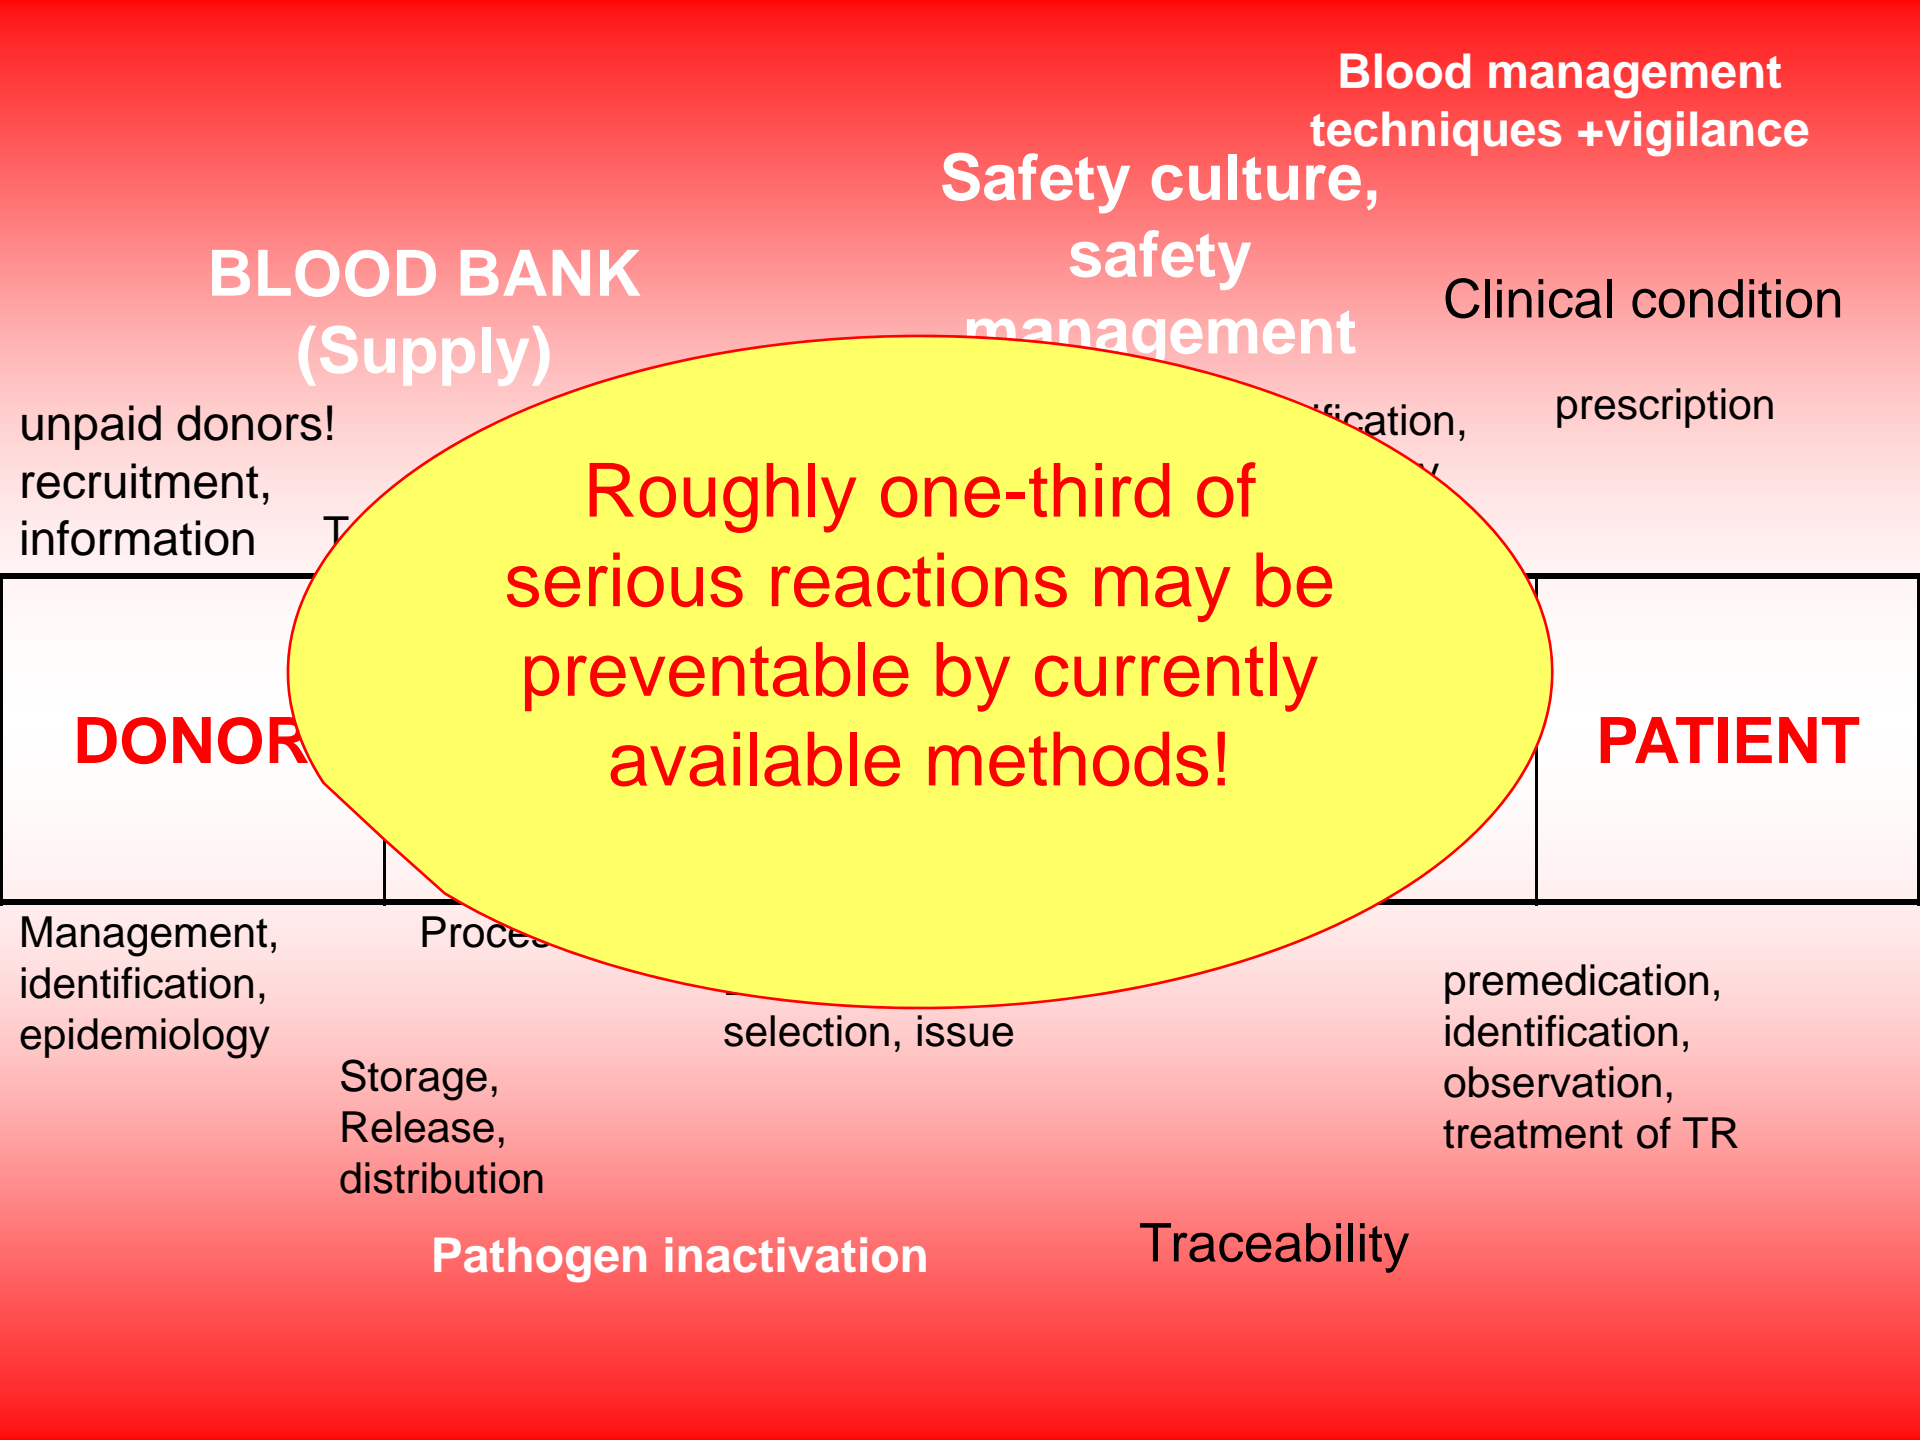 Blood management
techniques +vigilance
Safety culture,
safety
management
BLOOD BANK
(Supply)
Clinical condition
prescription
unpaid donors!
recruitment,
information
Roughly one-third of
serious reactions may be
preventable by currently
available methods!
DONOR
PATIENT
Management,
identification,
epidemiology
selection, issue
Storage,
Release,
distribution
premedication,
identification,
observation,
treatment of TR
Pathogen inactivation
Traceability